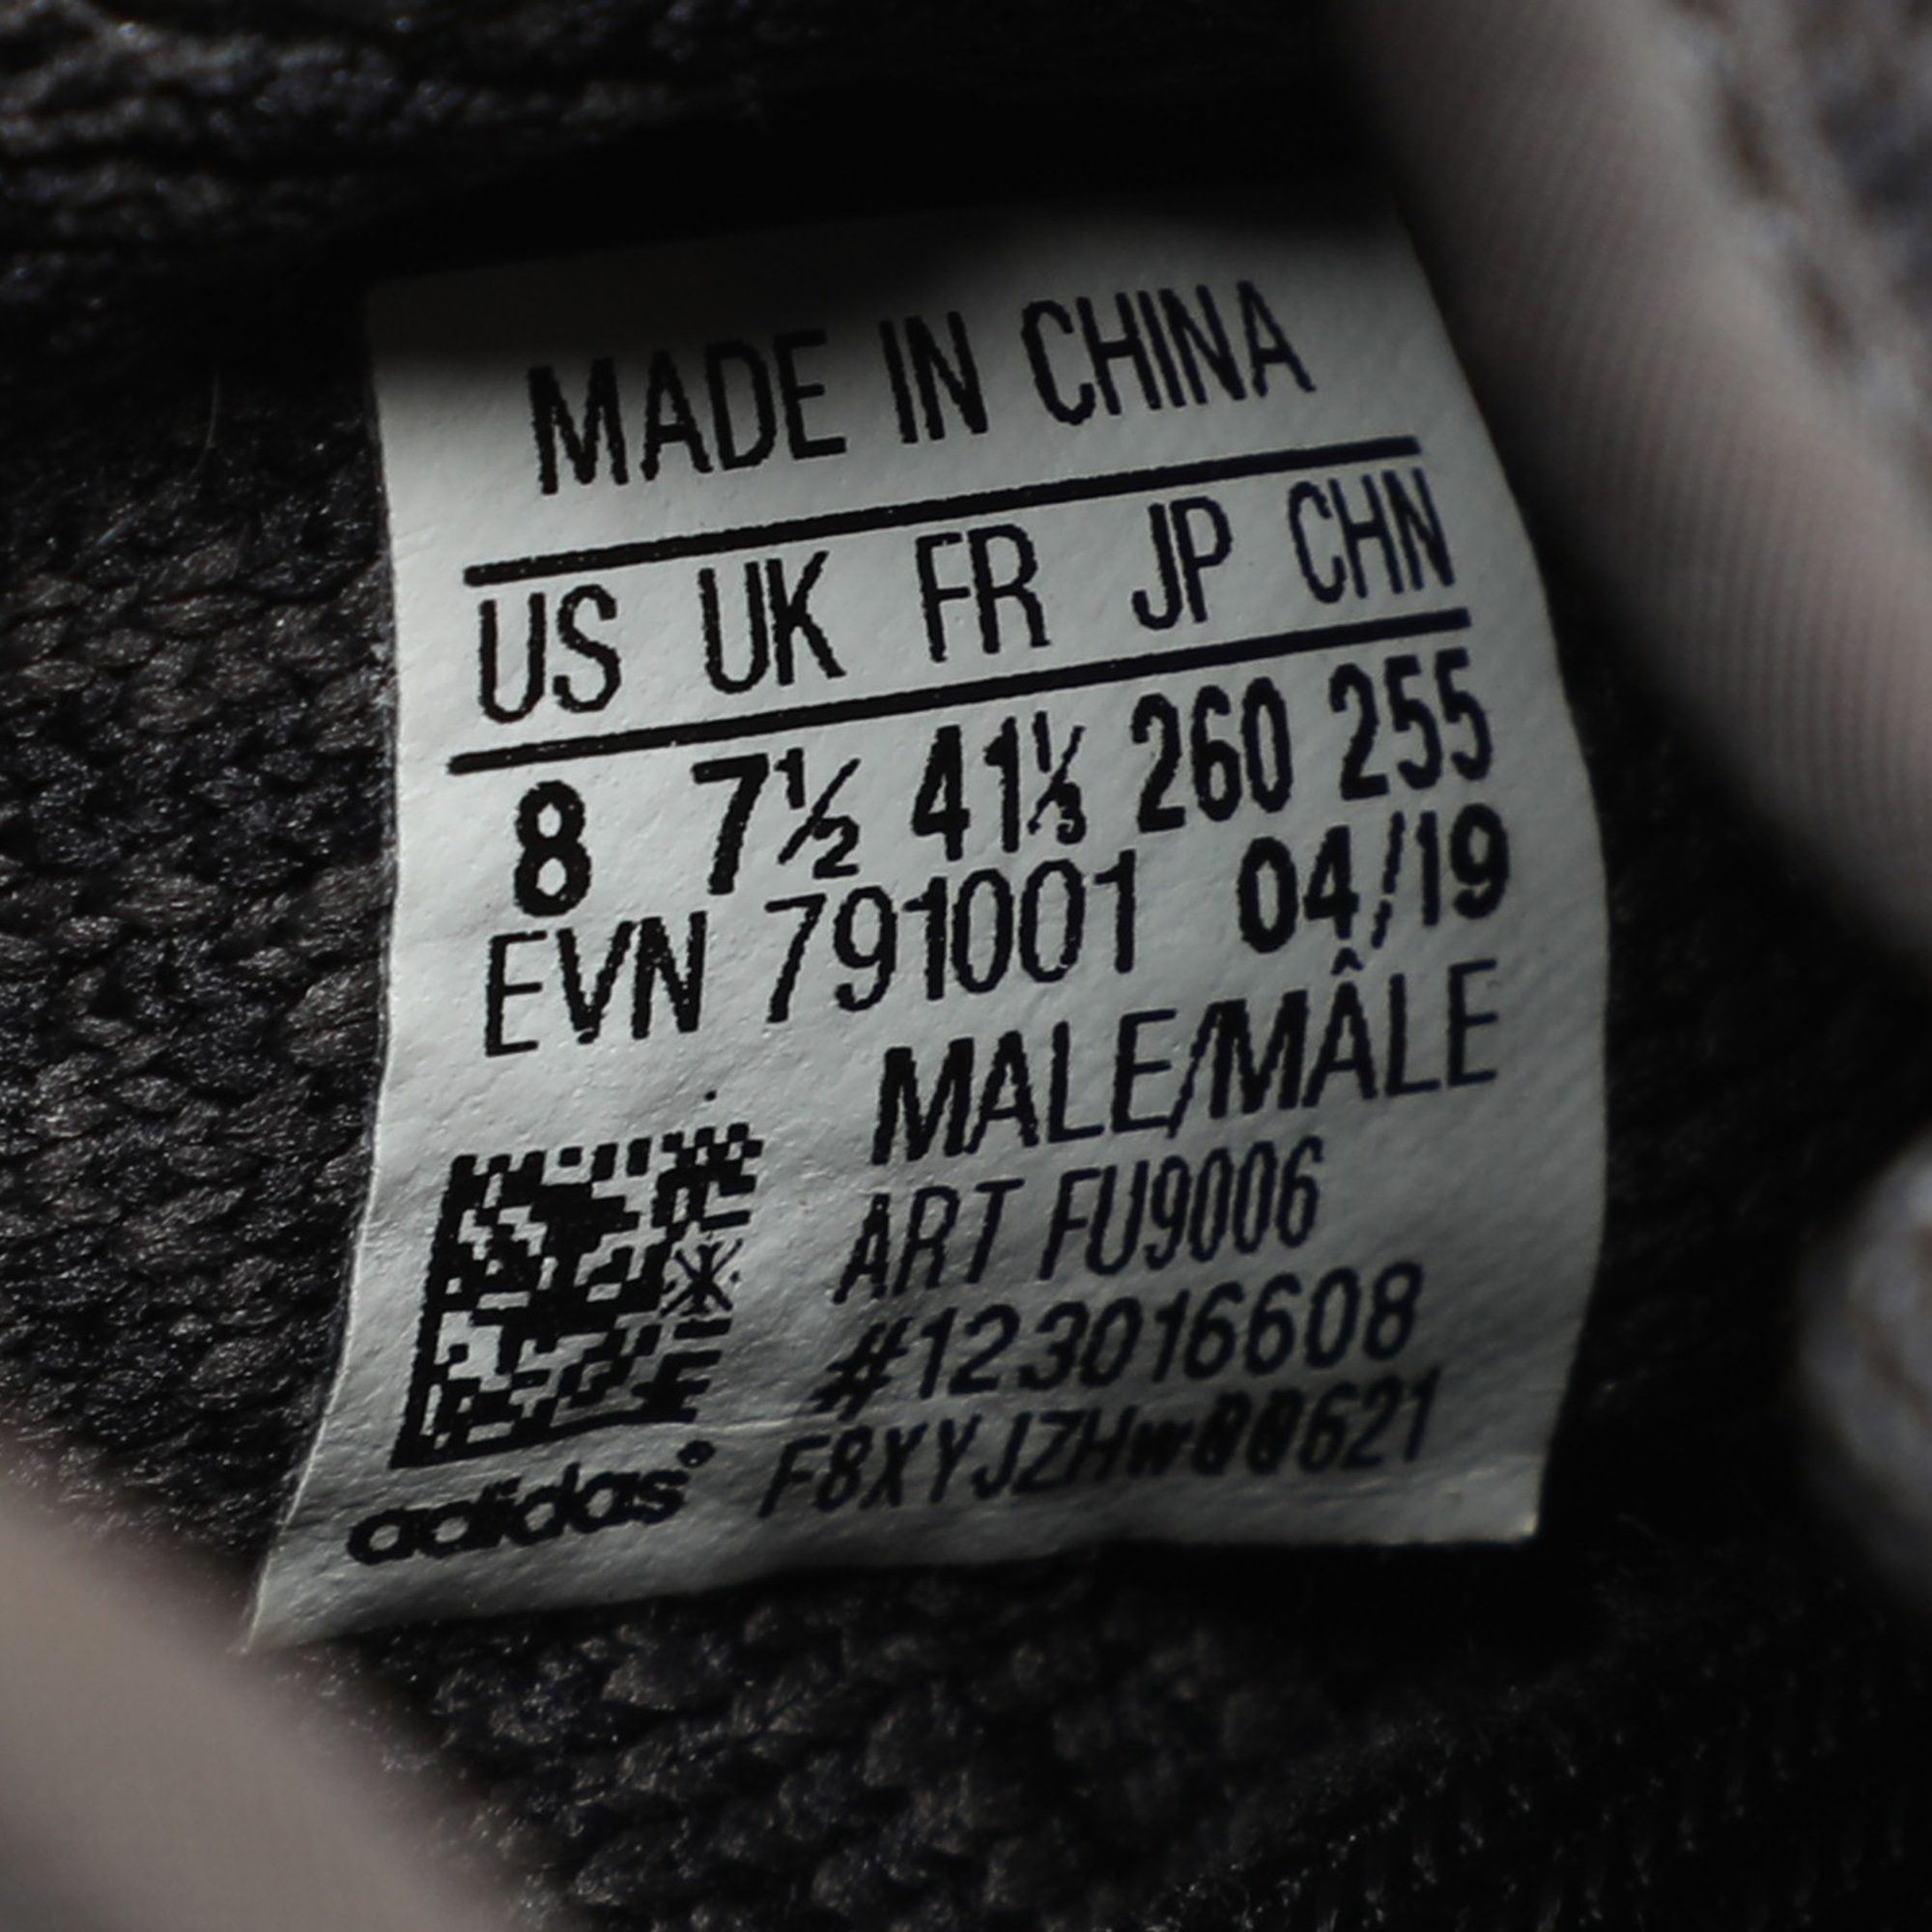 MADE IN CHINA
US UK FR JP CHN
8 7½ 41⅓ 260 255
EVN 791001 04/19
MALE/MÂLE
ART FU9006
#123016608
adidas® F8XYJZHw00621